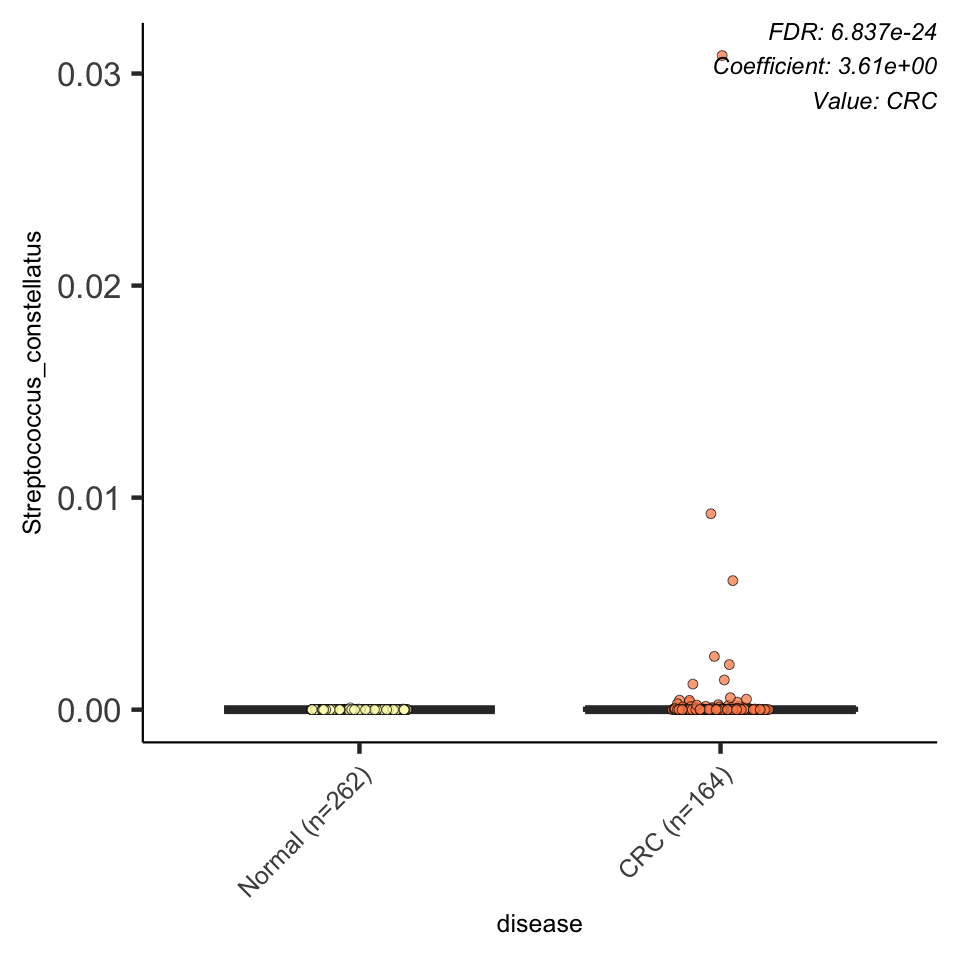 FDR: 6.837e-24
Coefficient: 3.61e+00
Value: CRC
0.03
0.02
0.01
0.00
Streptococcus_constellatus
Normal (n=262)
CRC (n=164)
disease